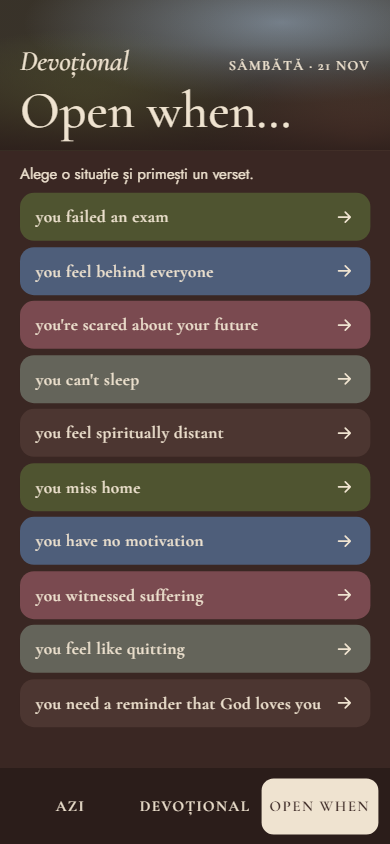 Devoțional
SÂMBĂTĂ · 21 NOV
Open when...
Alege o situație și primești un verset.
you failed an exam →
you feel behind everyone →
you're scared about your future →
you can't sleep →
you feel spiritually distant →
you miss home →
you have no motivation →
you witnessed suffering →
you feel like quitting →
you need a reminder that God loves you →
AZI
DEVOȚIONAL
OPEN WHEN